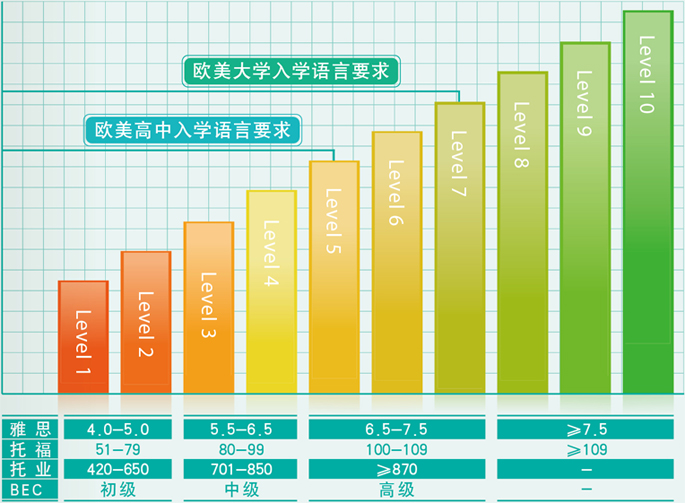 欧美大学入学语言要求
欧美高中入学语言要求
Level 1
Level 2
Level 3
Level 4
Level 5
Level 6
Level 7
Level 8
Level 9
Level 10
雅思 4.0—5.0 5.5—6.5 6.5—7.5 ⩾7.5
托福 51—79 80—99 100—109 ⩾109
托业 420—650 701—850 ⩾870 —
BEC 初级 中级 高级 —